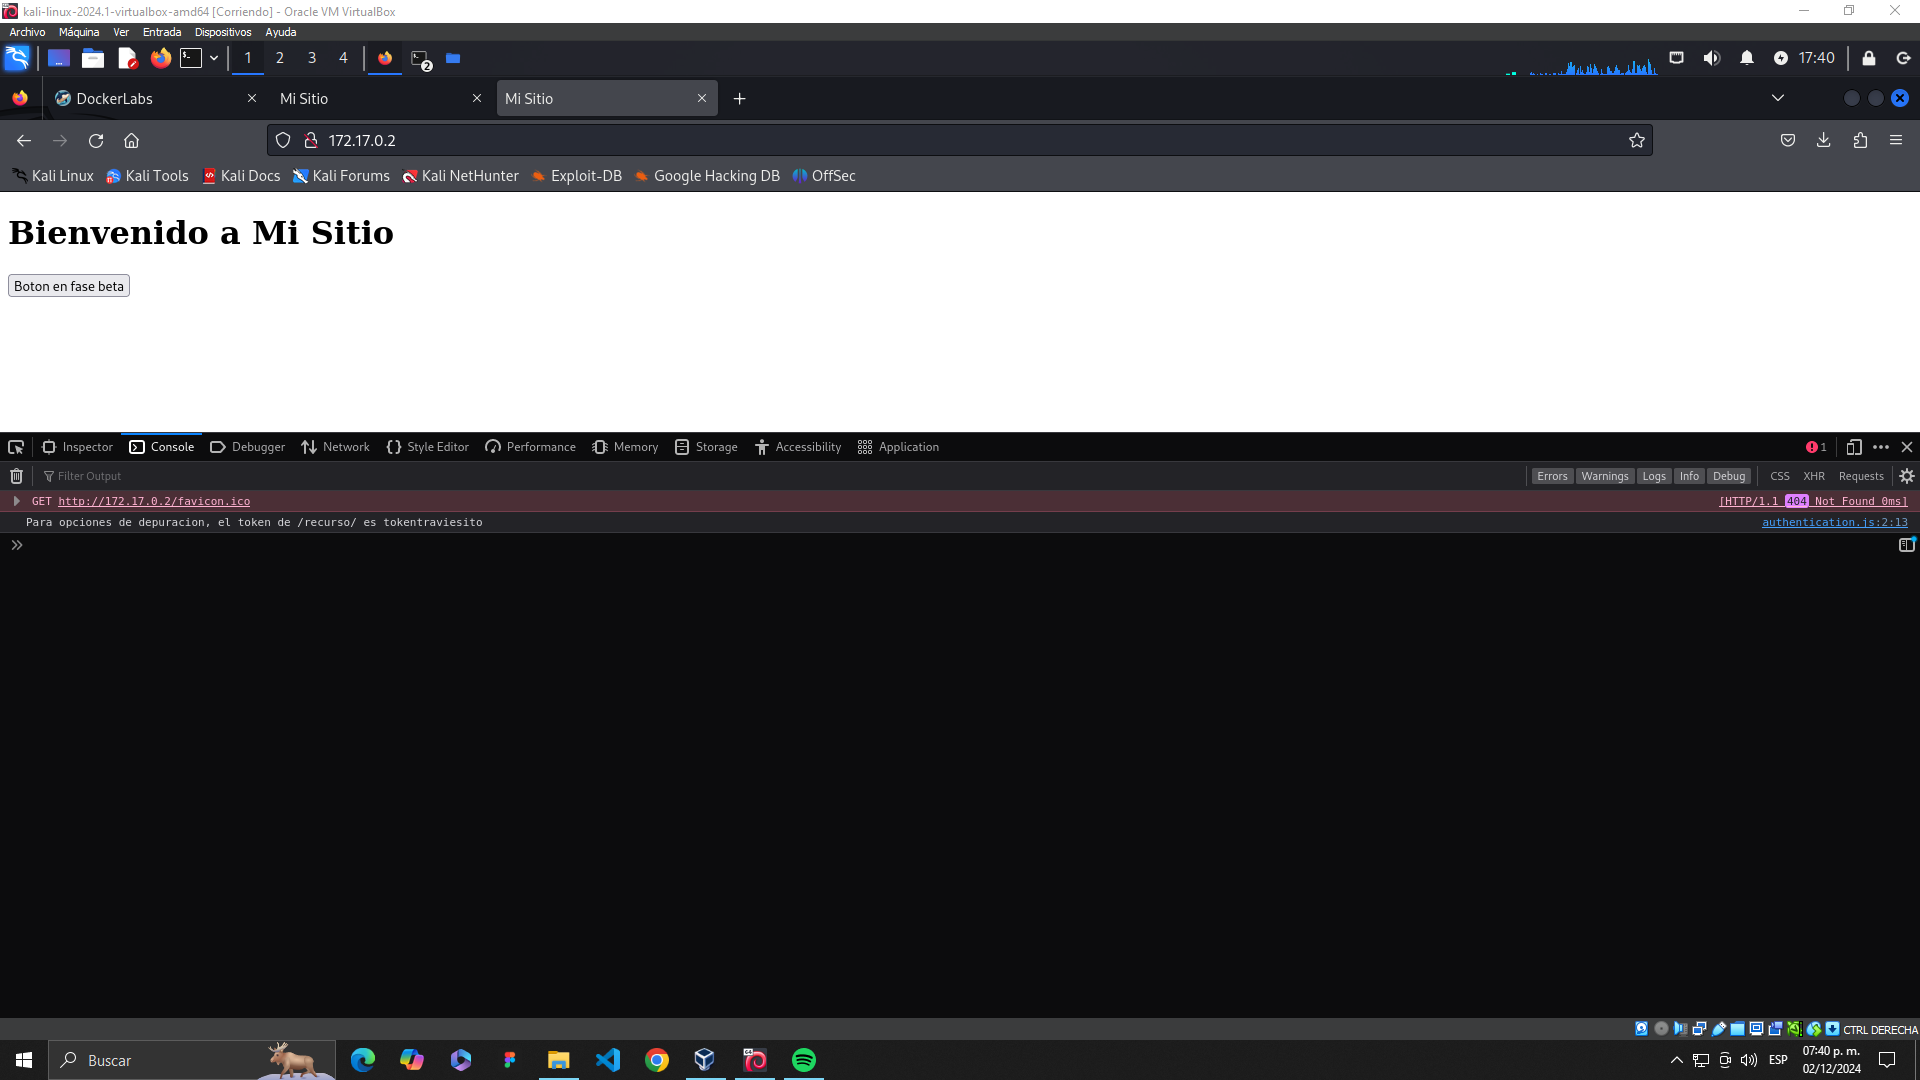 kali-linux-2024.1-virtualbox-amd64 [Corriendo] - Oracle VM VirtualBox
Archivo Máquina Ver Entrada Dispositivos Ayuda
1 2 3 4 2 17:40
DockerLabs Mi Sitio Mi Sitio
172.17.0.2
Kali Linux Kali Tools Kali Docs Kali Forums Kali NetHunter Exploit-DB Google Hacking DB OffSec
Bienvenido a Mi Sitio
Boton en fase beta
Inspector Console Debugger Network Style Editor Performance Memory Storage Accessibility Application 1
Filter Output Errors Warnings Logs Info Debug CSS XHR Requests
GET http://172.17.0.2/favicon.ico [HTTP/1.1 404 Not Found 0ms]
Para opciones de depuracion, el token de /recurso/ es tokentraviesito authentication.js:2:13
CTRL DERECHA
Buscar ESP 07:40 p. m.
02/12/2024